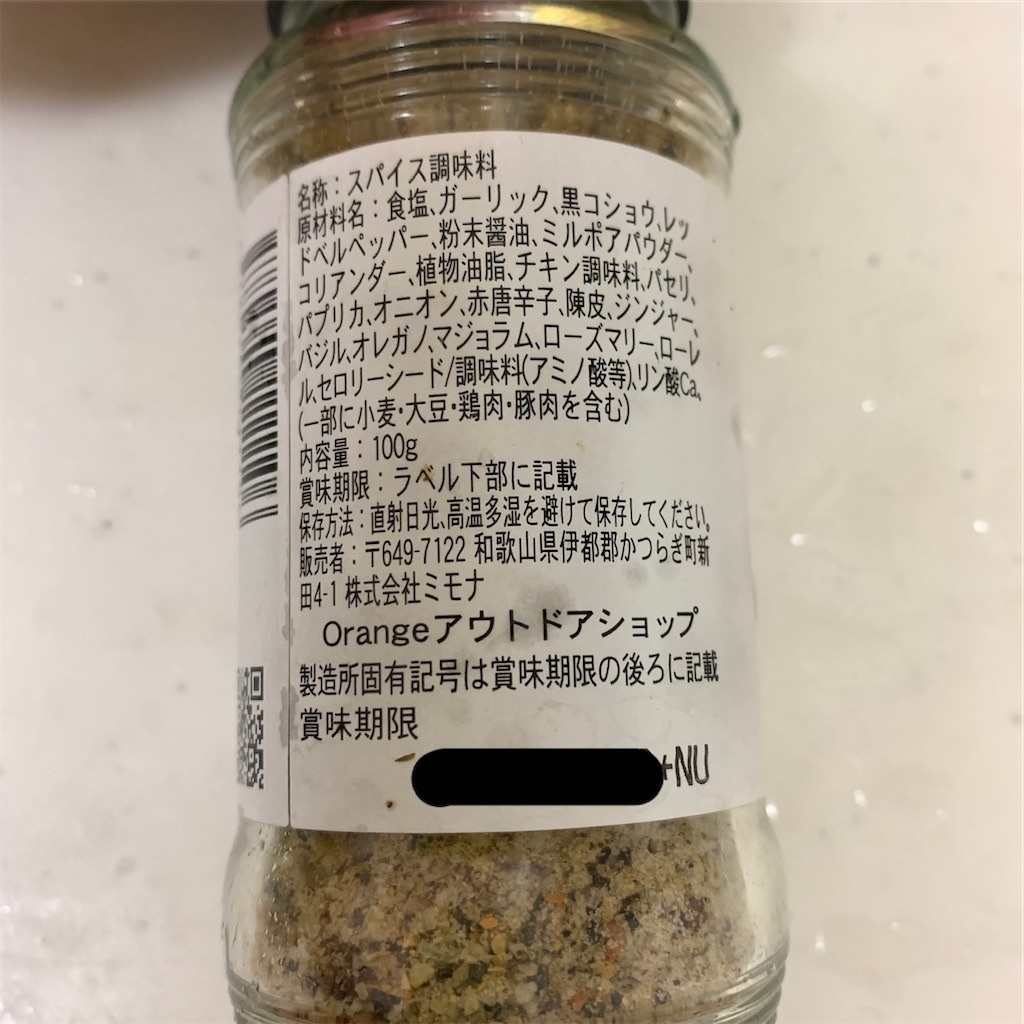 名称：スパイス調味料
原材料名：食塩、ガーリック、黒コショウ、レッ
ドベルペッパー、粉末醤油、ミルポアパウダー、
コリアンダー、植物油脂、チキン調味料、パセリ、
パプリカ、オニオン、赤唐辛子、陳皮、ジンジャー、
バジル、オレガノ、マジョラム、ローズマリー、ローレ
ル、セロリーシード/調味料(アミノ酸等)、リン酸Ca、
(一部に小麦・大豆・鶏肉・豚肉を含む)
内容量：100g
賞味期限：ラベル下部に記載
保存方法：直射日光、高温多湿を避けて保存してください。
販売者：〒649-7122 和歌山県伊都郡かつらぎ町新
田4-1 株式会社ミモナ
Orangeアウトドアショップ
製造所固有記号は賞味期限の後ろに記載
賞味期限
+NU